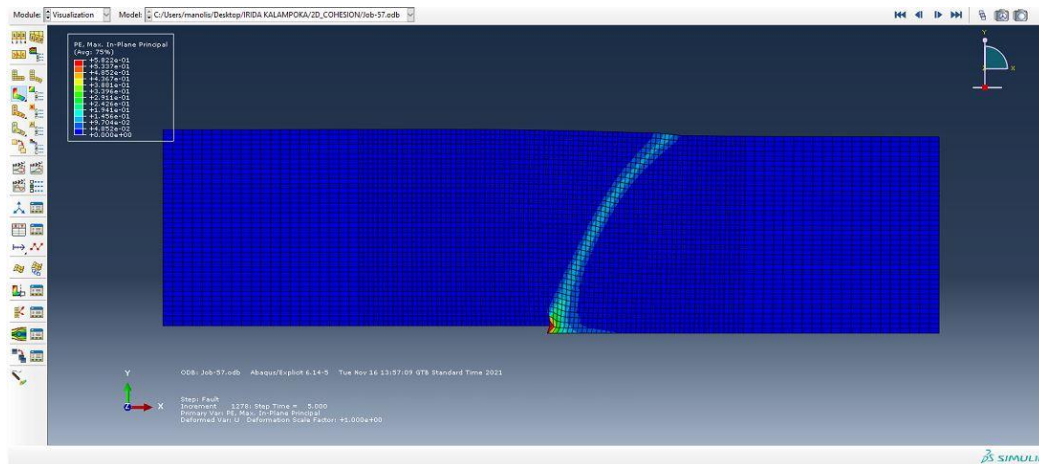 Module: Visualization Model: C:/Users/manolis/Desktop/IRIDA KALAMPOKA/2D_COHESION/Job-57.odb
PE, Max. In-Plane Principal
(Avg: 75%)
+5.822e-01
+5.337e-01
+4.852e-01
+4.367e-01
+3.881e-01
+3.396e-01
+2.911e-01
+2.426e-01
+1.941e-01
+1.456e-01
+9.704e-02
+4.852e-02
+0.000e+00
Y
Z X
ODB: Job-57.odb Abaqus/Explicit 6.14-5 Tue Nov 16 13:57:09 GTB Standard Time 2021
Y
Z X
Step: Fault
Increment 1278: Step Time = 5.000
Primary Var: PE, Max. In-Plane Principal
Deformed Var: U Deformation Scale Factor: +1.000e+00
SIMULI